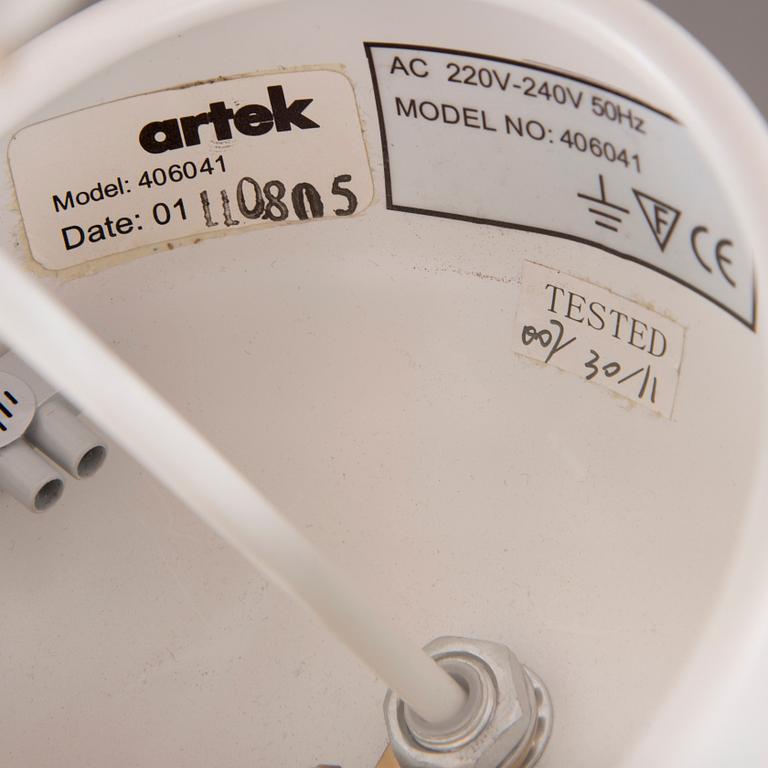 artek
Model: 406041
Date: 01 110805
AC 220V-240V 50Hz
MODEL NO: 406041
F CE
TESTED
30/11